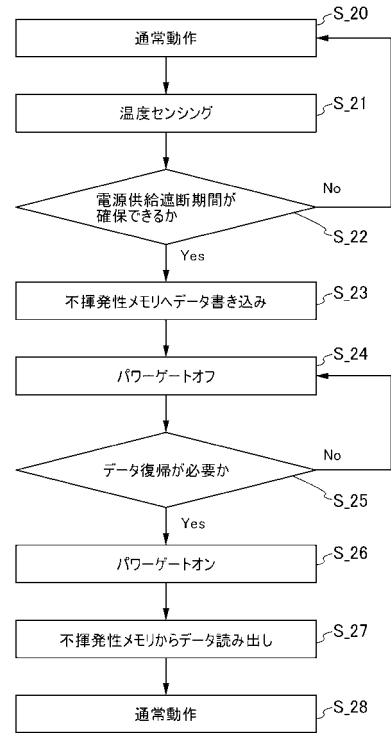 S_20
通常動作
S_21
温度センシング
電源供給遮断期間が
確保できるか
No
S_22
Yes
S_23
不揮発性メモリへデータ書き込み
S_24
パワーゲートオフ
データ復帰が必要か
No
S_25
Yes
S_26
パワーゲートオン
S_27
不揮発性メモリからデータ読み出し
S_28
通常動作